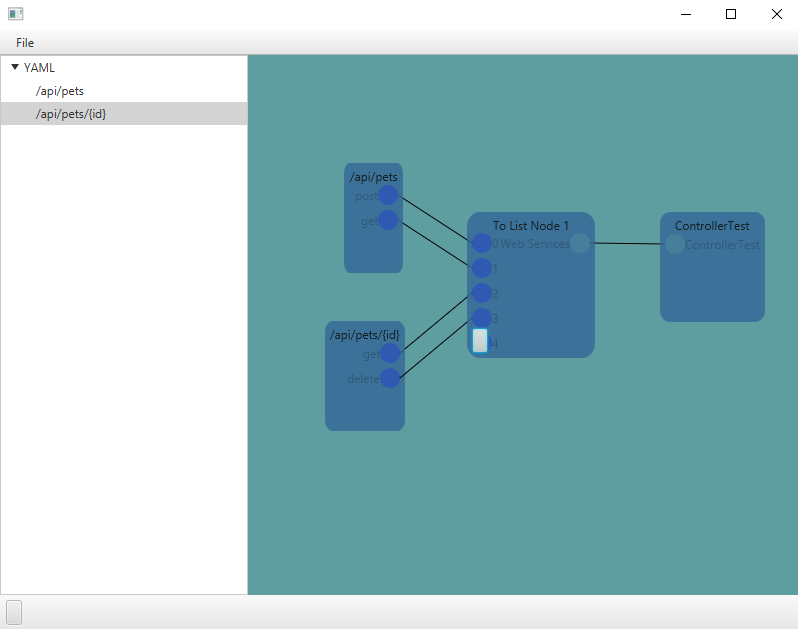 File
YAML
/api/pets
/api/pets/{id}
/api/pets
post
get
To List Node 1
0 Web Services
1
2
3
4
ControllerTest
ControllerTest
/api/pets/{id}
get
delete